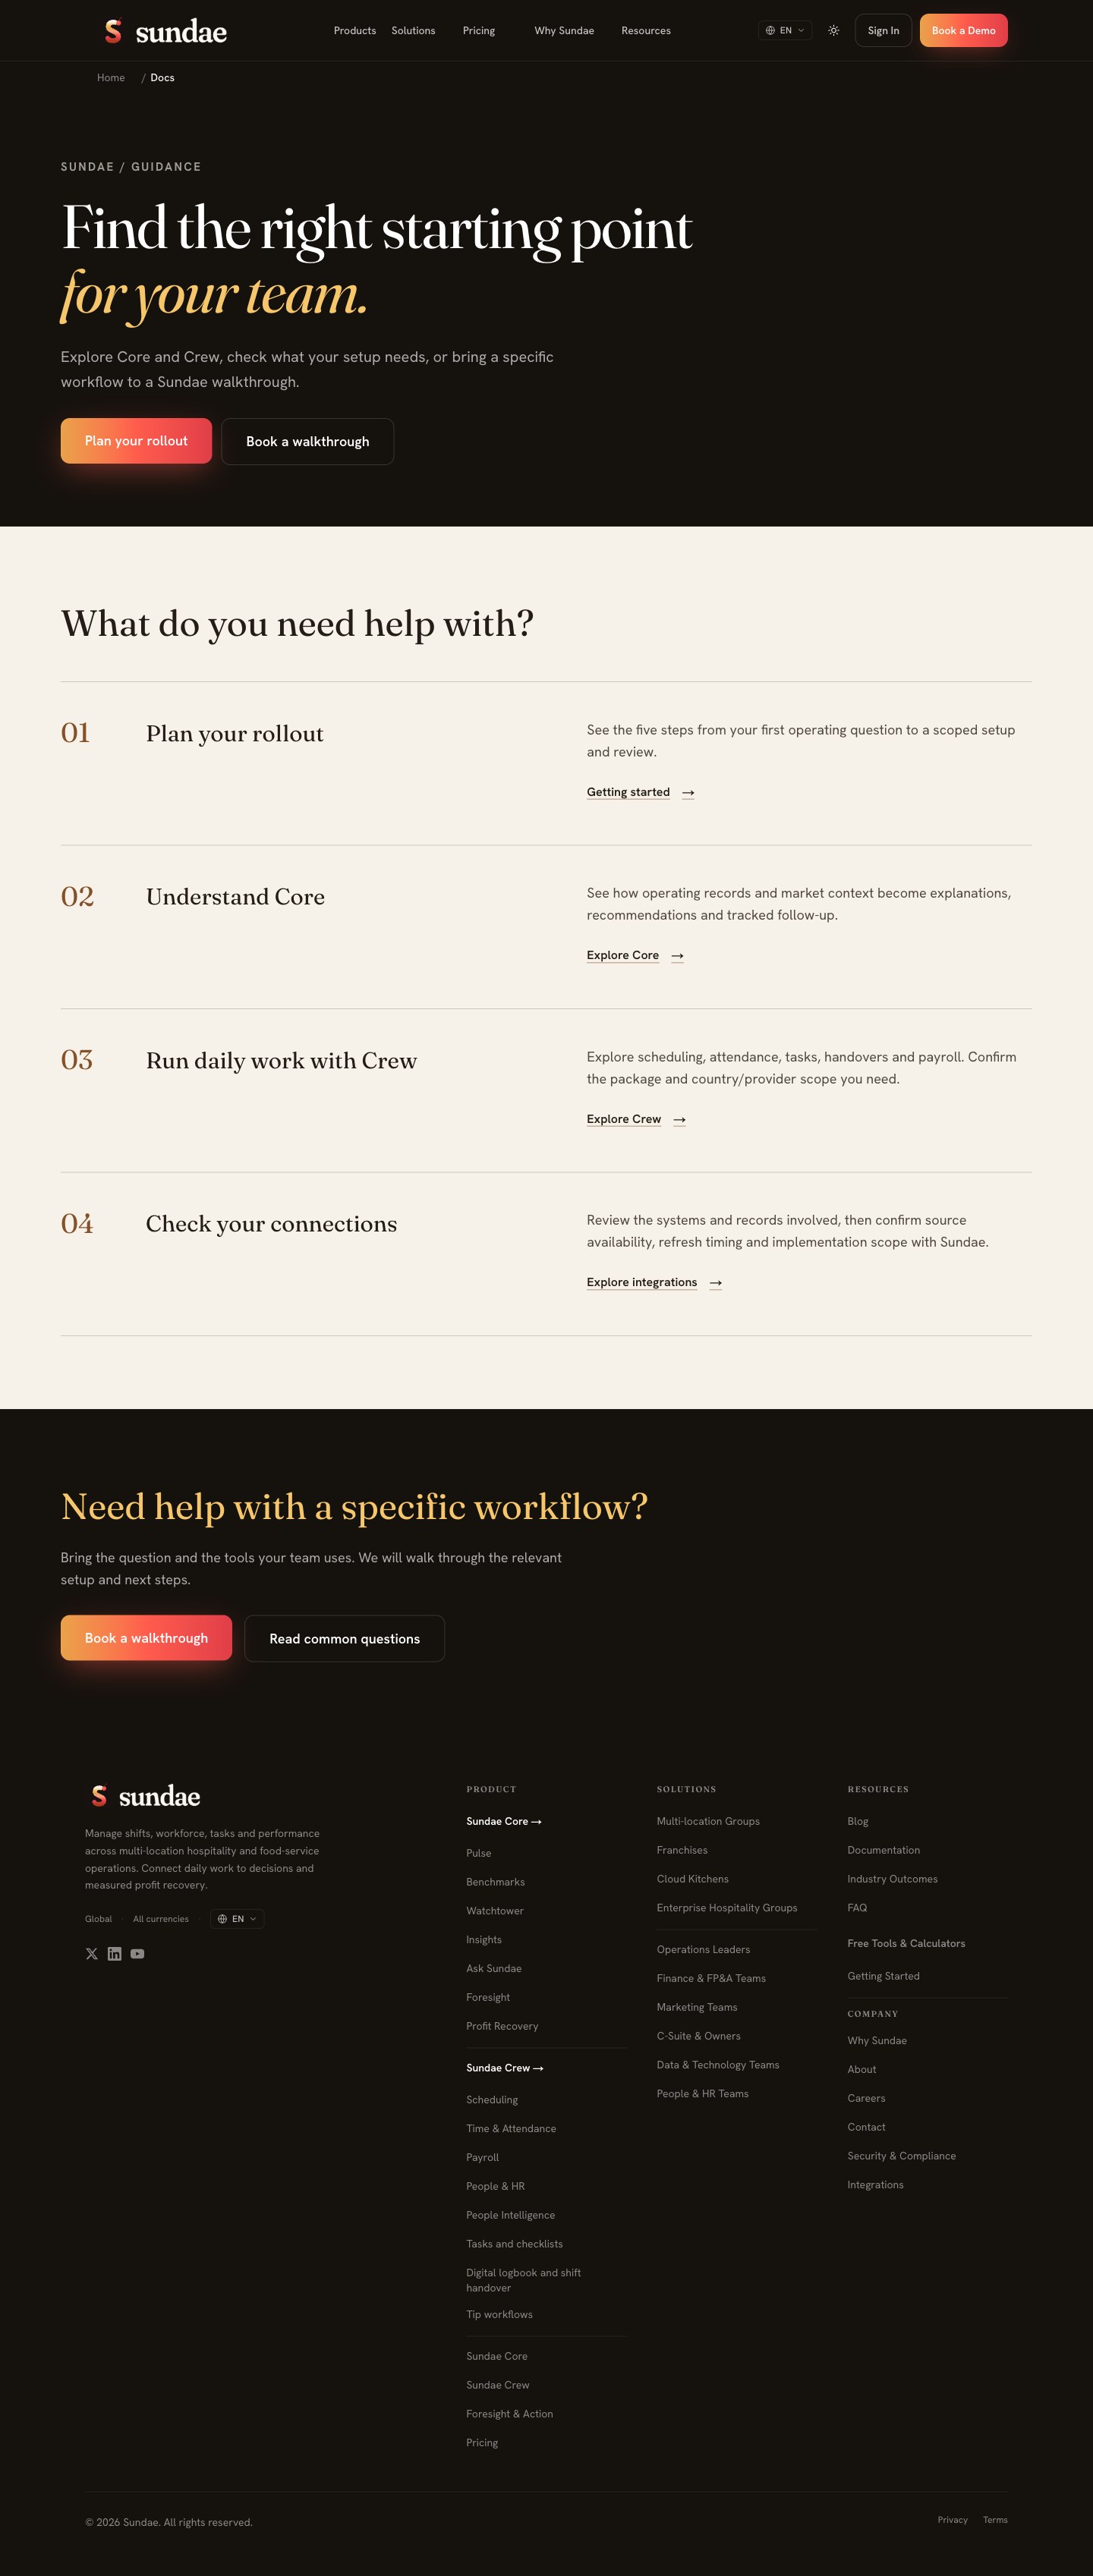 sundae
Products Solutions Pricing Why Sundae Resources
EN
Sign In
Book a Demo
Home / Docs
SUNDAE / GUIDANCE
Find the right starting point
for your team.
Explore Core and Crew, check what your setup needs, or bring a specific
workflow to a Sundae walkthrough.
Plan your rollout
Book a walkthrough
What do you need help with?
01
Plan your rollout
See the five steps from your first operating question to a scoped setup
and review.
Getting started →
02
Understand Core
See how operating records and market context become explanations,
recommendations and tracked follow-up.
Explore Core →
03
Run daily work with Crew
Explore scheduling, attendance, tasks, handovers and payroll. Confirm
the package and country/provider scope you need.
Explore Crew →
04
Check your connections
Review the systems and records involved, then confirm source
availability, refresh timing and implementation scope with Sundae.
Explore integrations →
Need help with a specific workflow?
Bring the question and the tools your team uses. We will walk through the relevant
setup and next steps.
Book a walkthrough
Read common questions
sundae
Manage shifts, workforce, tasks and performance
across multi-location hospitality and food-service
operations. Connect daily work to decisions and
measured profit recovery.
Global · All currencies · EN
PRODUCT
Sundae Core →
Pulse
Benchmarks
Watchtower
Insights
Ask Sundae
Foresight
Profit Recovery
Sundae Crew →
Scheduling
Time & Attendance
Payroll
People & HR
People Intelligence
Tasks and checklists
Digital logbook and shift
handover
Tip workflows
Sundae Core
Sundae Crew
Foresight & Action
Pricing
SOLUTIONS
Multi-location Groups
Franchises
Cloud Kitchens
Enterprise Hospitality Groups
Operations Leaders
Finance & FP&A Teams
Marketing Teams
C-Suite & Owners
Data & Technology Teams
People & HR Teams
RESOURCES
Blog
Documentation
Industry Outcomes
FAQ
Free Tools & Calculators
Getting Started
COMPANY
Why Sundae
About
Careers
Contact
Security & Compliance
Integrations
© 2026 Sundae. All rights reserved.
Privacy Terms